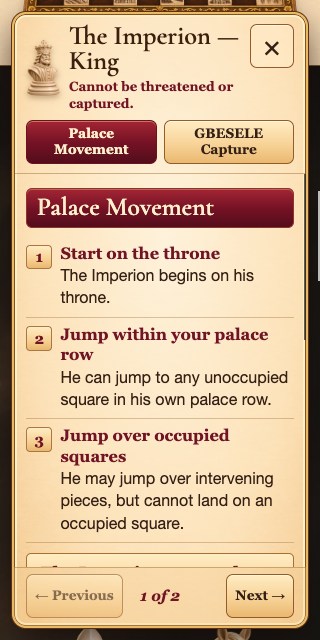 The Imperion —
King
Cannot be threatened or
captured.
×
Palace
Movement
GBESELE
Capture
Palace Movement
1
Start on the throne
The Imperion begins on his
throne.
2
Jump within your palace
row
He can jump to any unoccupied
square in his own palace row.
3
Jump over occupied
squares
He may jump over intervening
pieces, but cannot land on an
occupied square.
← Previous
1 of 2
Next →